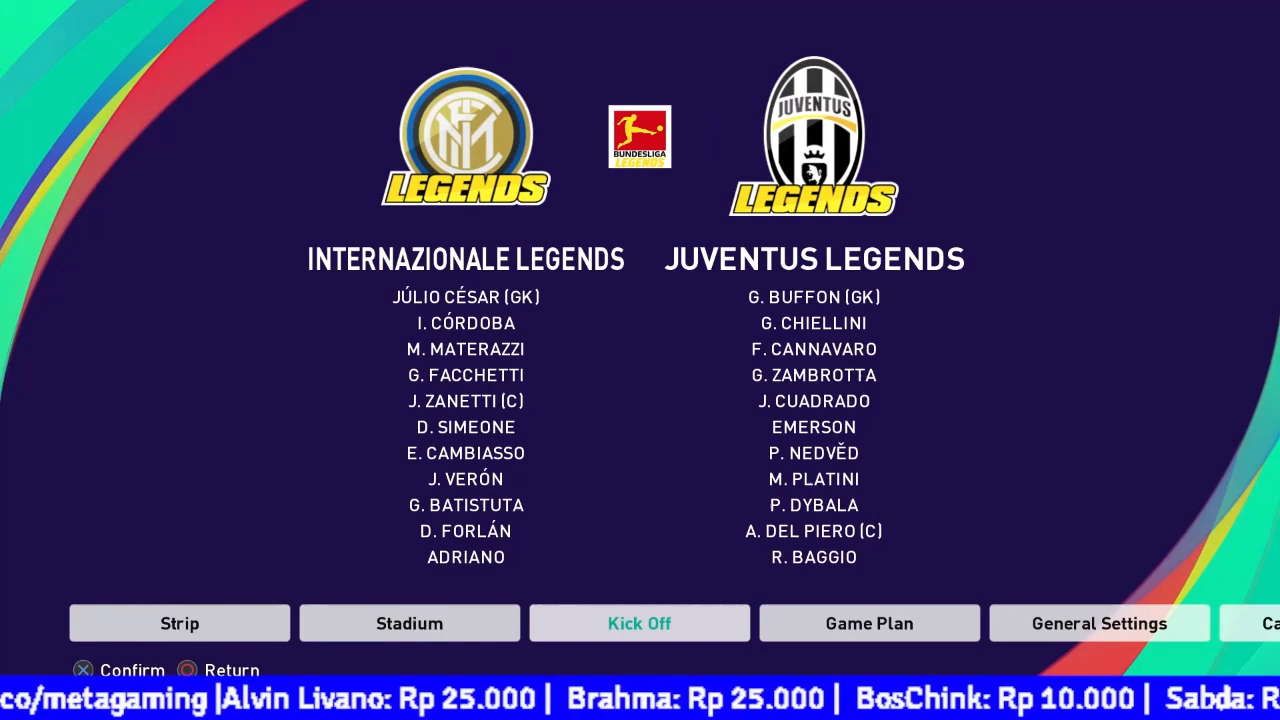 JUVENTUS
BUNDESLIGA
LEGENDS
LEGENDS
LEGENDS
INTERNAZIONALE LEGENDS
JUVENTUS LEGENDS
JÚLIO CÉSAR (GK)
G. BUFFON (GK)
I. CÓRDOBA
G. CHIELLINI
M. MATERAZZI
F. CANNAVARO
G. FACCHETTI
G. ZAMBROTTA
J. ZANETTI (C)
J. CUADRADO
D. SIMEONE
EMERSON
E. CAMBIASSO
P. NEDVĚD
J. VERÓN
M. PLATINI
G. BATISTUTA
P. DYBALA
D. FORLÁN
A. DEL PIERO (C)
ADRIANO
R. BAGGIO
Strip
Stadium
Kick Off
Game Plan
General Settings
Ca
Confirm
Return
co/metagaming |Alvin Livano: Rp 25.000 | Brahma: Rp 25.000 | BosChink: Rp 10.000 | Sabda: R